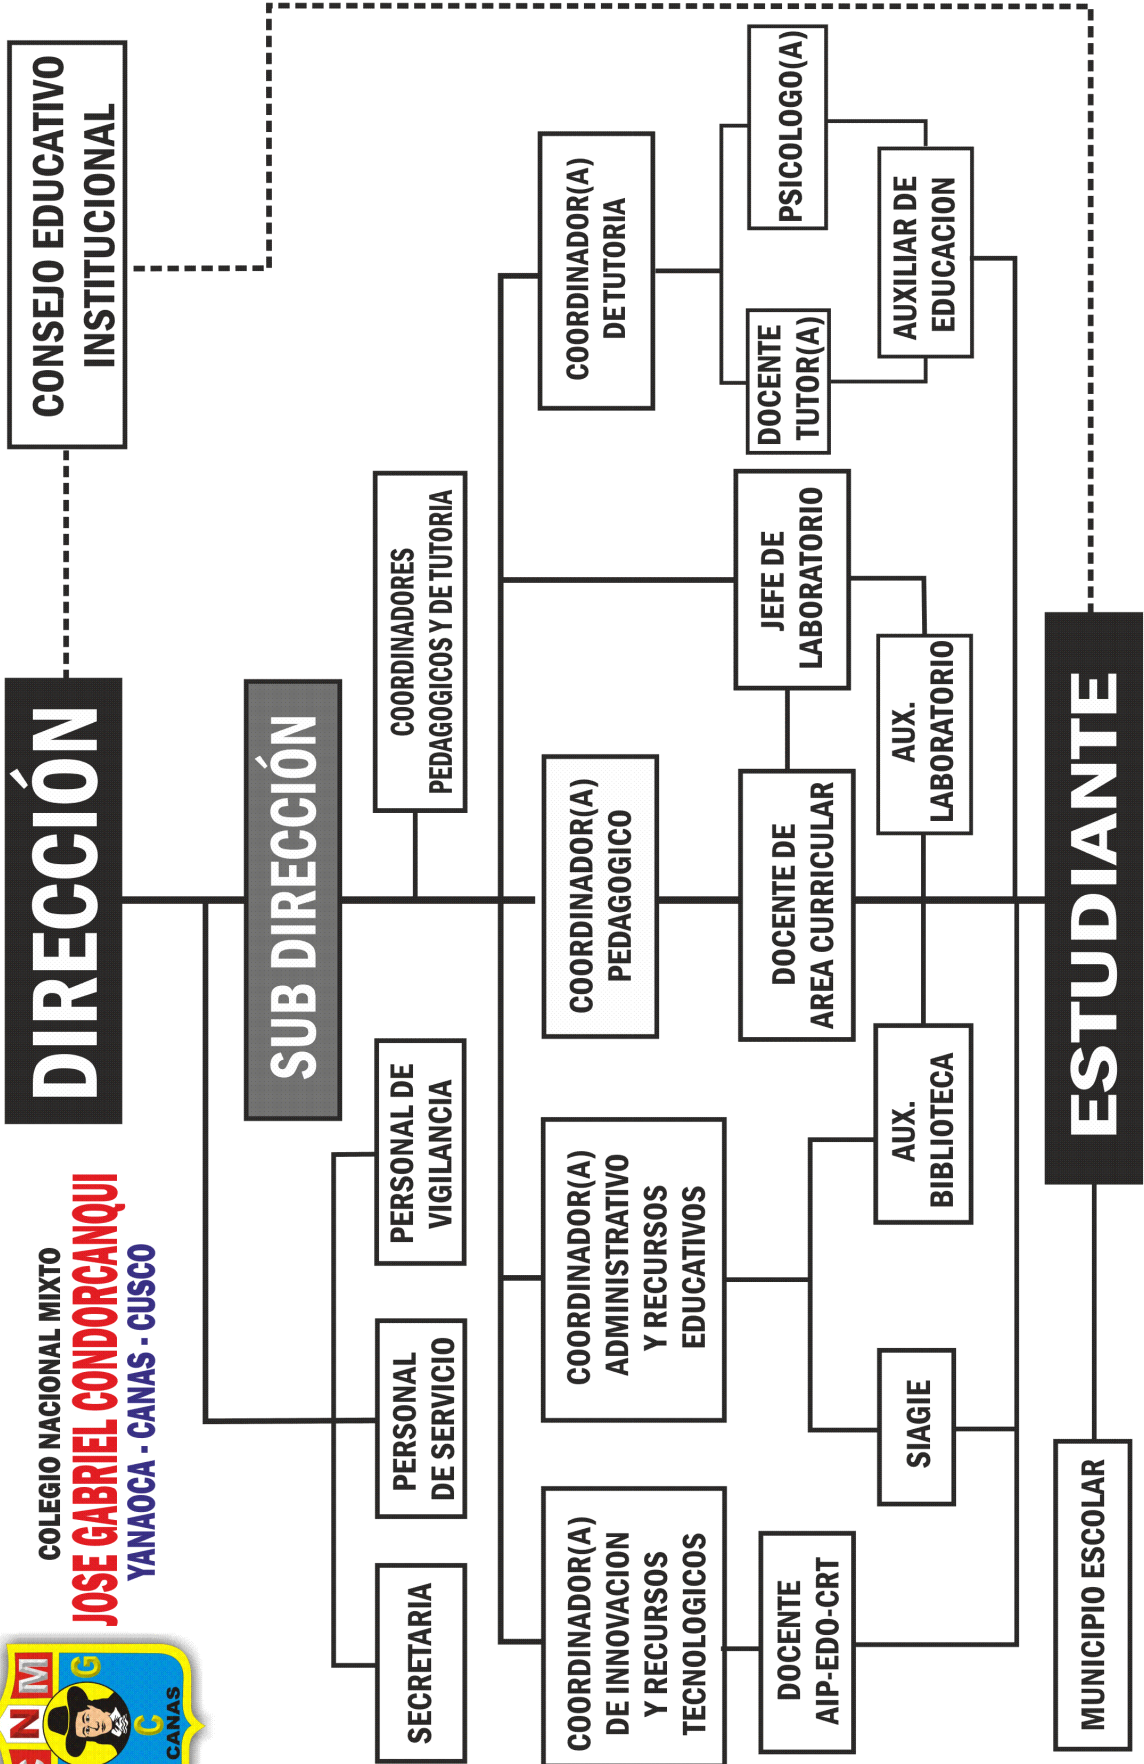 CNM
G
C
CANAS
COLEGIO NACIONAL MIXTO
JOSE GABRIEL CONDORCANQUI
YANAOCA - CANAS - CUSCO
DIRECCIÓN
CONSEJO EDUCATIVO
INSTITUCIONAL
SUB DIRECCIÓN
SECRETARIA
PERSONAL
DE SERVICIO
PERSONAL DE
VIGILANCIA
COORDINADORES
PEDAGOGICOS Y DE TUTORIA
COORDINADOR(A)
DE INNOVACION
Y RECURSOS
TECNOLOGICOS
COORDINADOR(A)
ADMINISTRATIVO
Y RECURSOS
EDUCATIVOS
COORDINADOR(A)
PEDAGOGICO
COORDINADOR(A)
DE TUTORIA
DOCENTE
AIP-EDO-CRT
DOCENTE DE
AREA CURRICULAR
JEFE DE
LABORATORIO
DOCENTE
TUTOR(A)
PSICOLOGO(A)
SIAGIE
AUX.
BIBLIOTECA
AUX.
LABORATORIO
AUXILIAR DE
EDUCACION
MUNICIPIO ESCOLAR
ESTUDIANTE